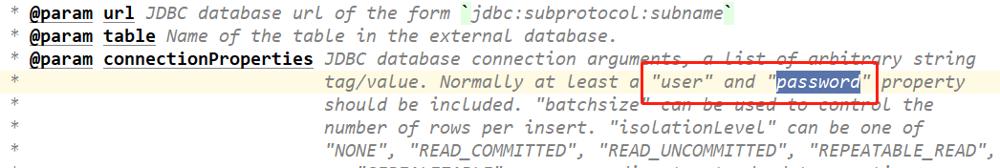 * @param url JDBC database url of the form `jdbc:subprotocol:subname`
* @param table Name of the table in the external database.
* @param connectionProperties JDBC database connection arguments, a list of arbitrary string
* tag/value. Normally at least a "user" and "password" property
* should be included. "batchsize" can be used to control the
* number of rows per insert. "isolationLevel" can be one of
* "NONE", "READ_COMMITTED", "READ_UNCOMMITTED", "REPEATABLE_READ",